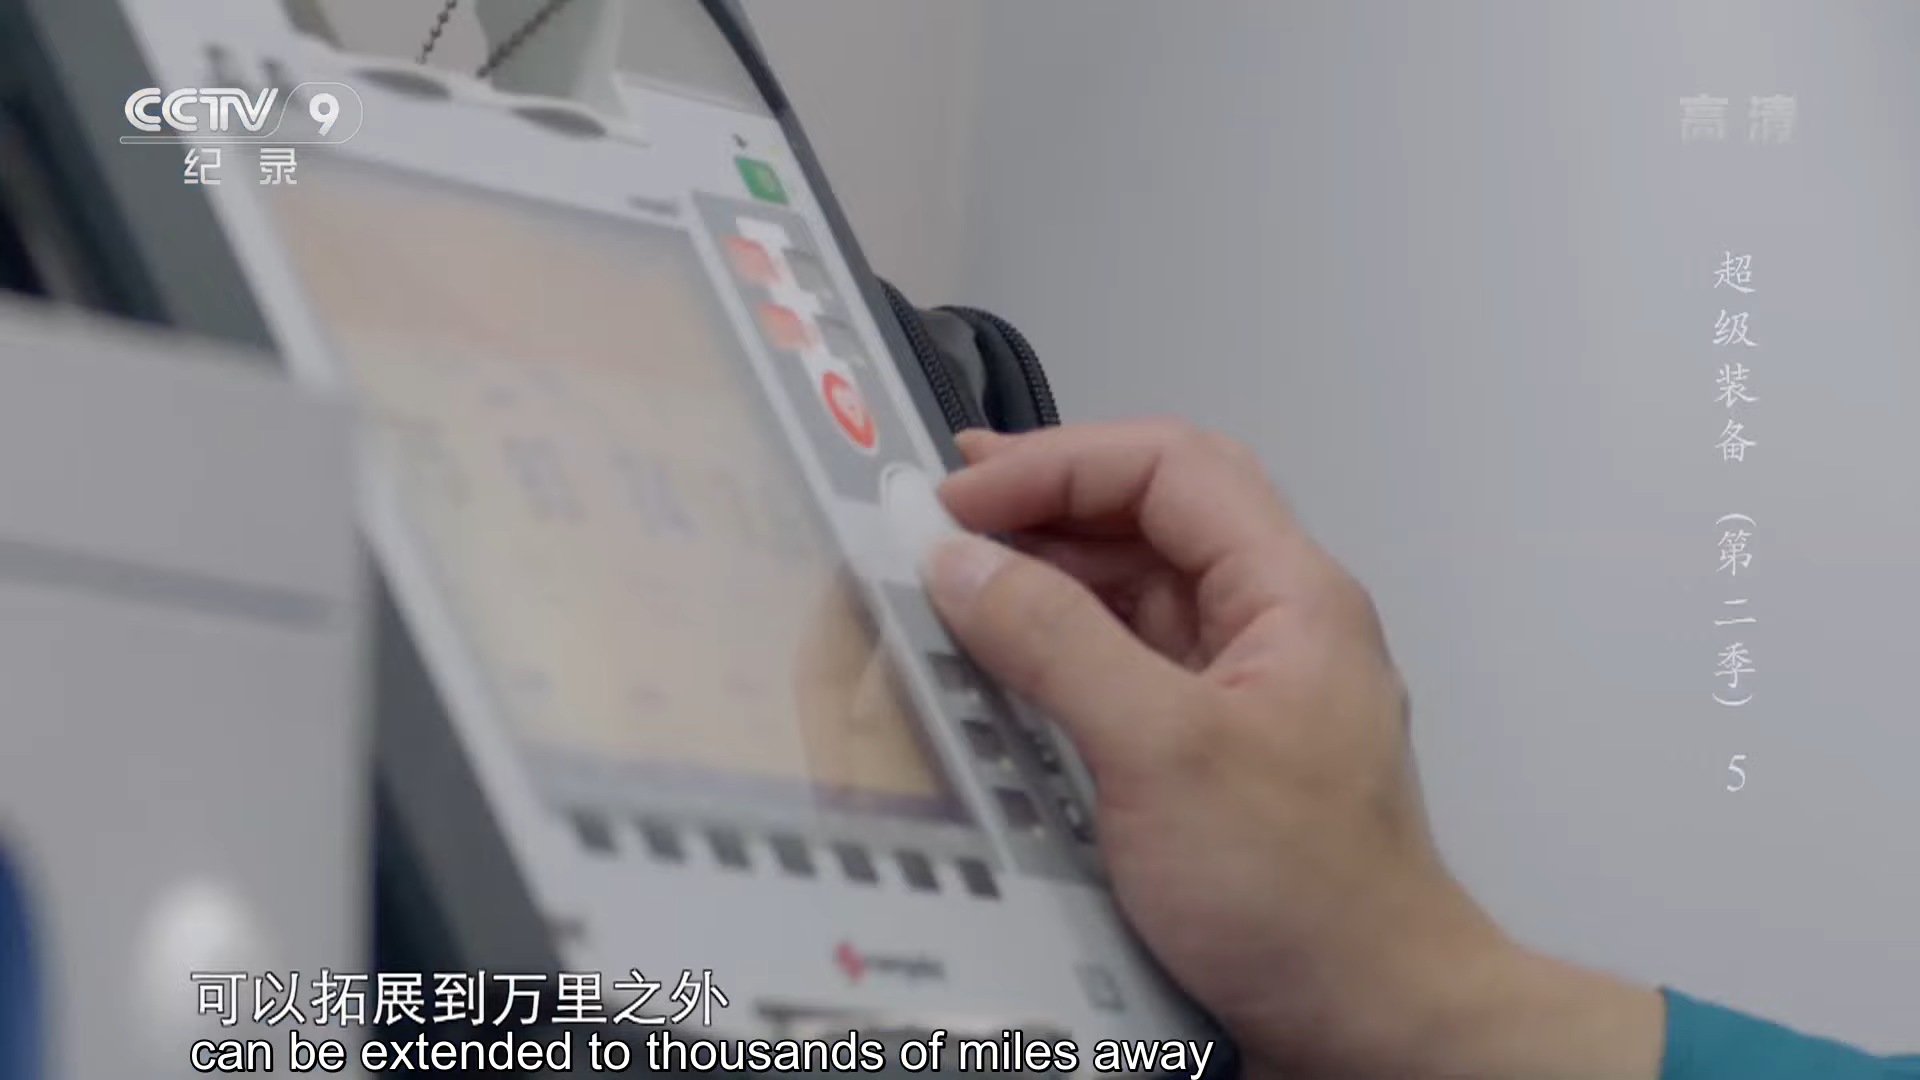 CCTV 9
纪录
高清
超级装备（第二季）5
可以拓展到万里之外
can be extended to thousands of miles away